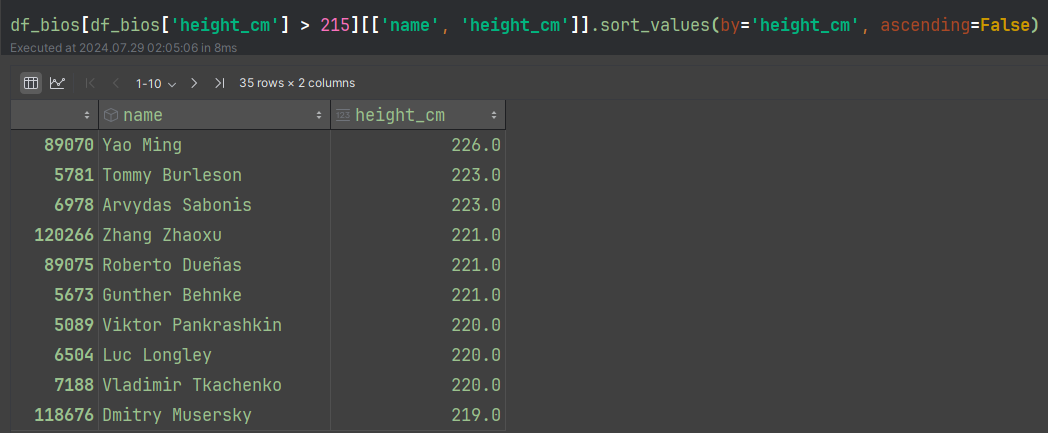 df_bios[df_bios['height_cm'] > 215][['name', 'height_cm']].sort_values(by='height_cm', ascending=False)
Executed at 2024.07.29 02:05:06 in 8ms
1-10 35 rows × 2 columns
name 123 height_cm
89070 Yao Ming 226.0
5781 Tommy Burleson 223.0
6978 Arvydas Sabonis 223.0
120266 Zhang Zhaoxu 221.0
89075 Roberto Dueñas 221.0
5673 Gunther Behnke 221.0
5089 Viktor Pankrashkin 220.0
6504 Luc Longley 220.0
7188 Vladimir Tkachenko 220.0
118676 Dmitry Musersky 219.0